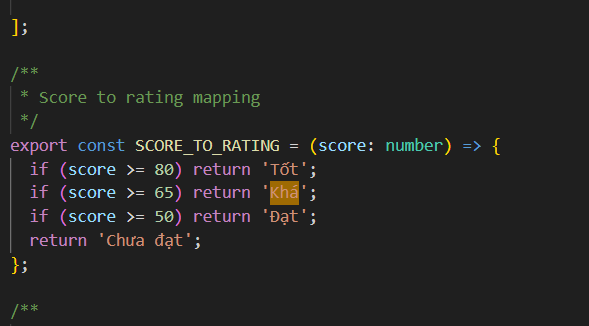 ];
/**
* Score to rating mapping
*/
export const SCORE_TO_RATING = (score: number) => {
if (score >= 80) return 'Tốt';
if (score >= 65) return 'Khá';
if (score >= 50) return 'Đạt';
return 'Chưa đạt';
};
/**